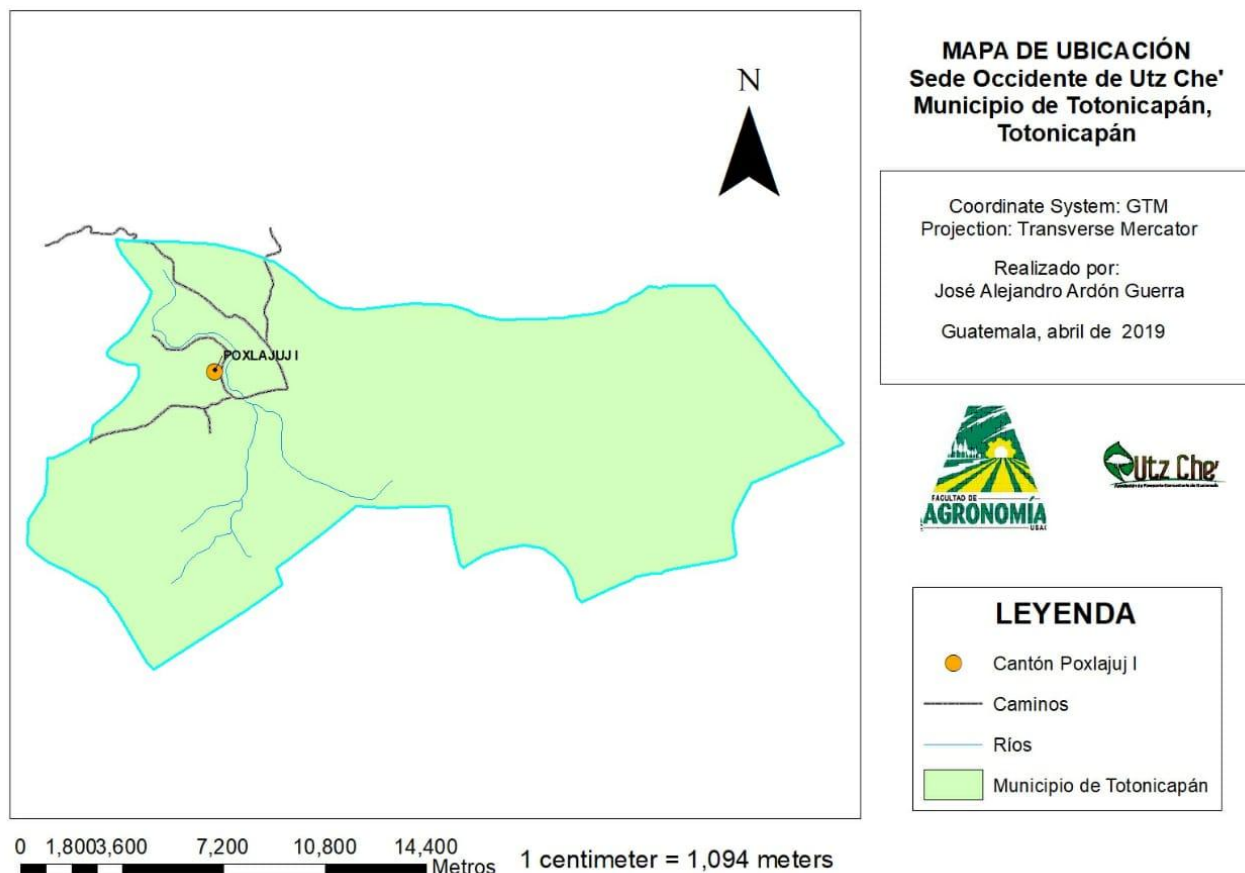 MAPA DE UBICACIÓN
Sede Occidente de Utz Che'
Municipio de Totonicapán,
Totonicapán
N
Coordinate System: GTM
Projection: Transverse Mercator
Realizado por:
José Alejandro Ardón Guerra
Guatemala, abril de 2019
POXLAJUJ I
FACULTAD DE
AGRONOMÍA
Utz Che'
LEYENDA
Cantón Poxlajuj I
Caminos
Ríos
Municipio de Totonicapán
0 1,800 3,600 7,200 10,800 14,400
Metros
1 centimeter = 1,094 meters